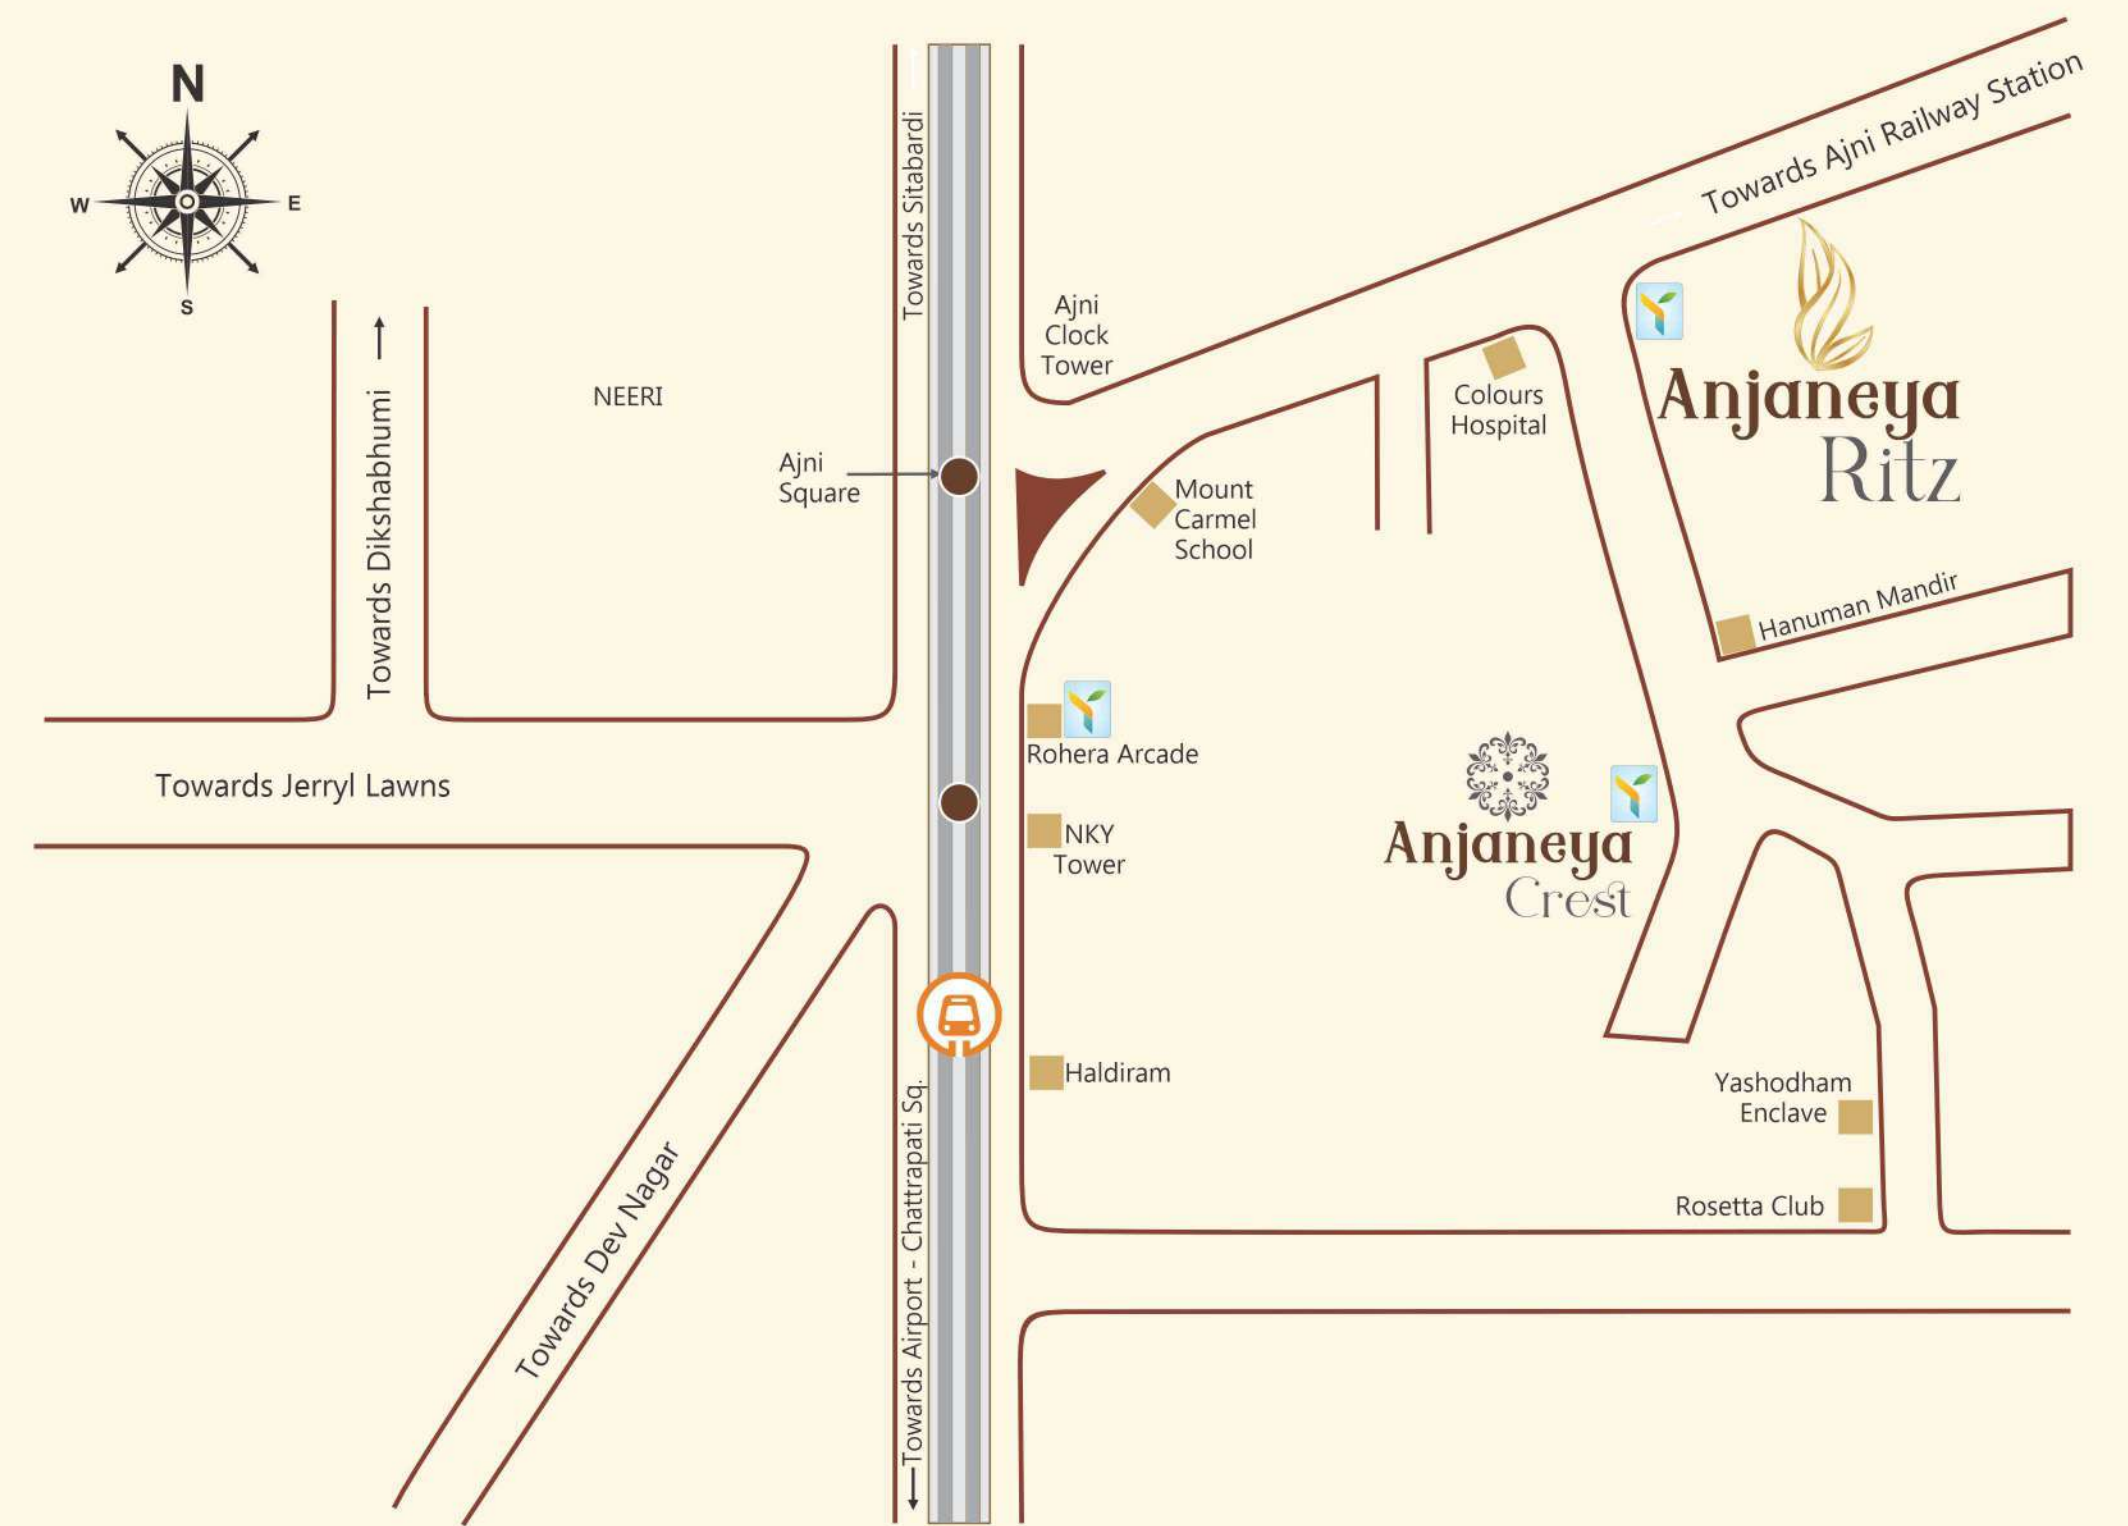 N
W
E
S
Towards Sitabardi
Towards Ajni Railway Station
Ajni
Clock
Tower
Towards Dikshabhumi
NEERI
Colours
Hospital
Anjaneya
Ritz
Ajni
Square
Mount
Carmel
School
Hanuman Mandir
Rohera Arcade
Towards Jerryl Lawns
NKY
Tower
Anjaneya
Crest
Haldiram
Yashodham
Enclave
Rosetta Club
Towards Dev Nagar
Towards Airport - Chattrapati Sq.